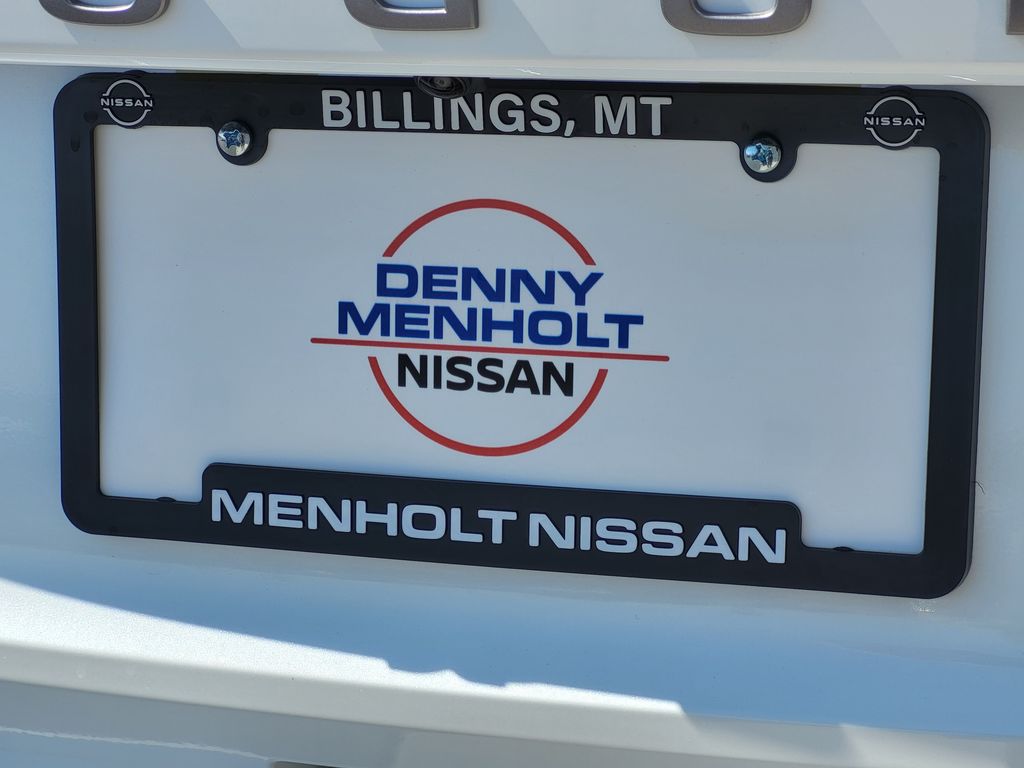 NISSAN
BILLINGS, MT
NISSAN
DENNY
MENHOLT
NISSAN
MENHOLT NISSAN